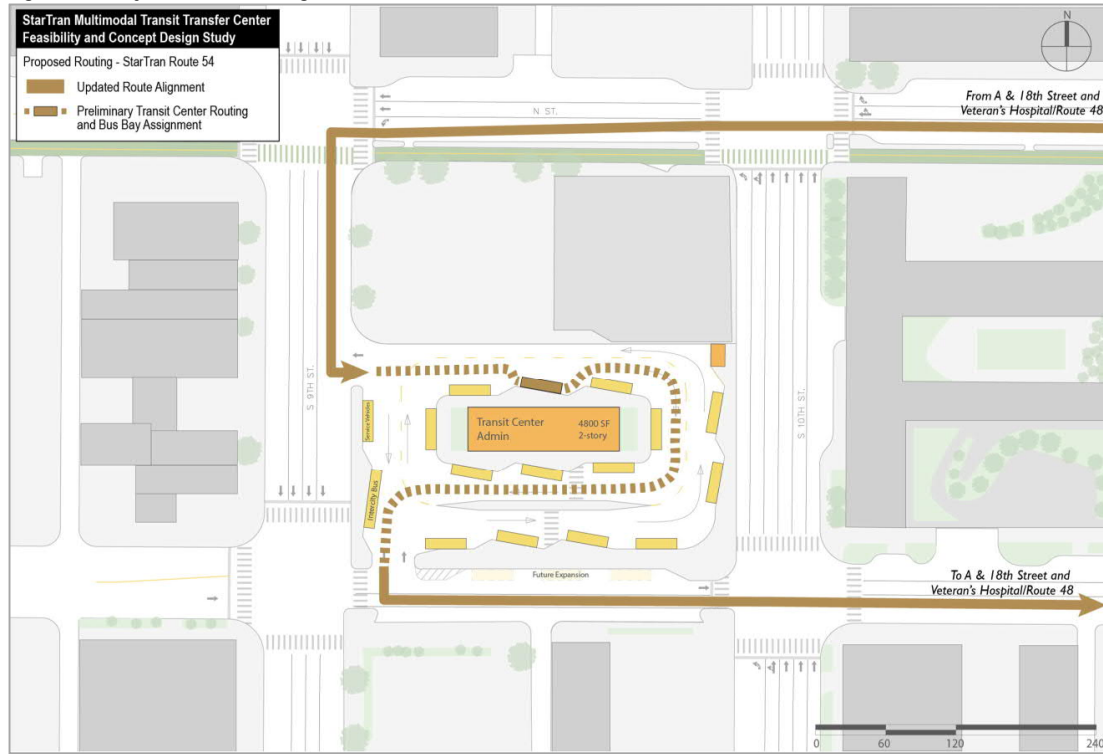 StarTran Multimodal Transit Transfer Center
Feasibility and Concept Design Study
Proposed Routing - StarTran Route 54
Updated Route Alignment
Preliminary Transit Center Routing
and Bus Bay Assignment
N
From A & 18th Street and
Veteran's Hospital/Route 48
N ST.
S 9TH ST.
S 10TH ST.
Service Vehicles
Transit Center
Admin
4800 SF
2-story
Intercity Bus
Future Expansion
To A & 18th Street and
Veteran's Hospital/Route 48
0 60 120 240